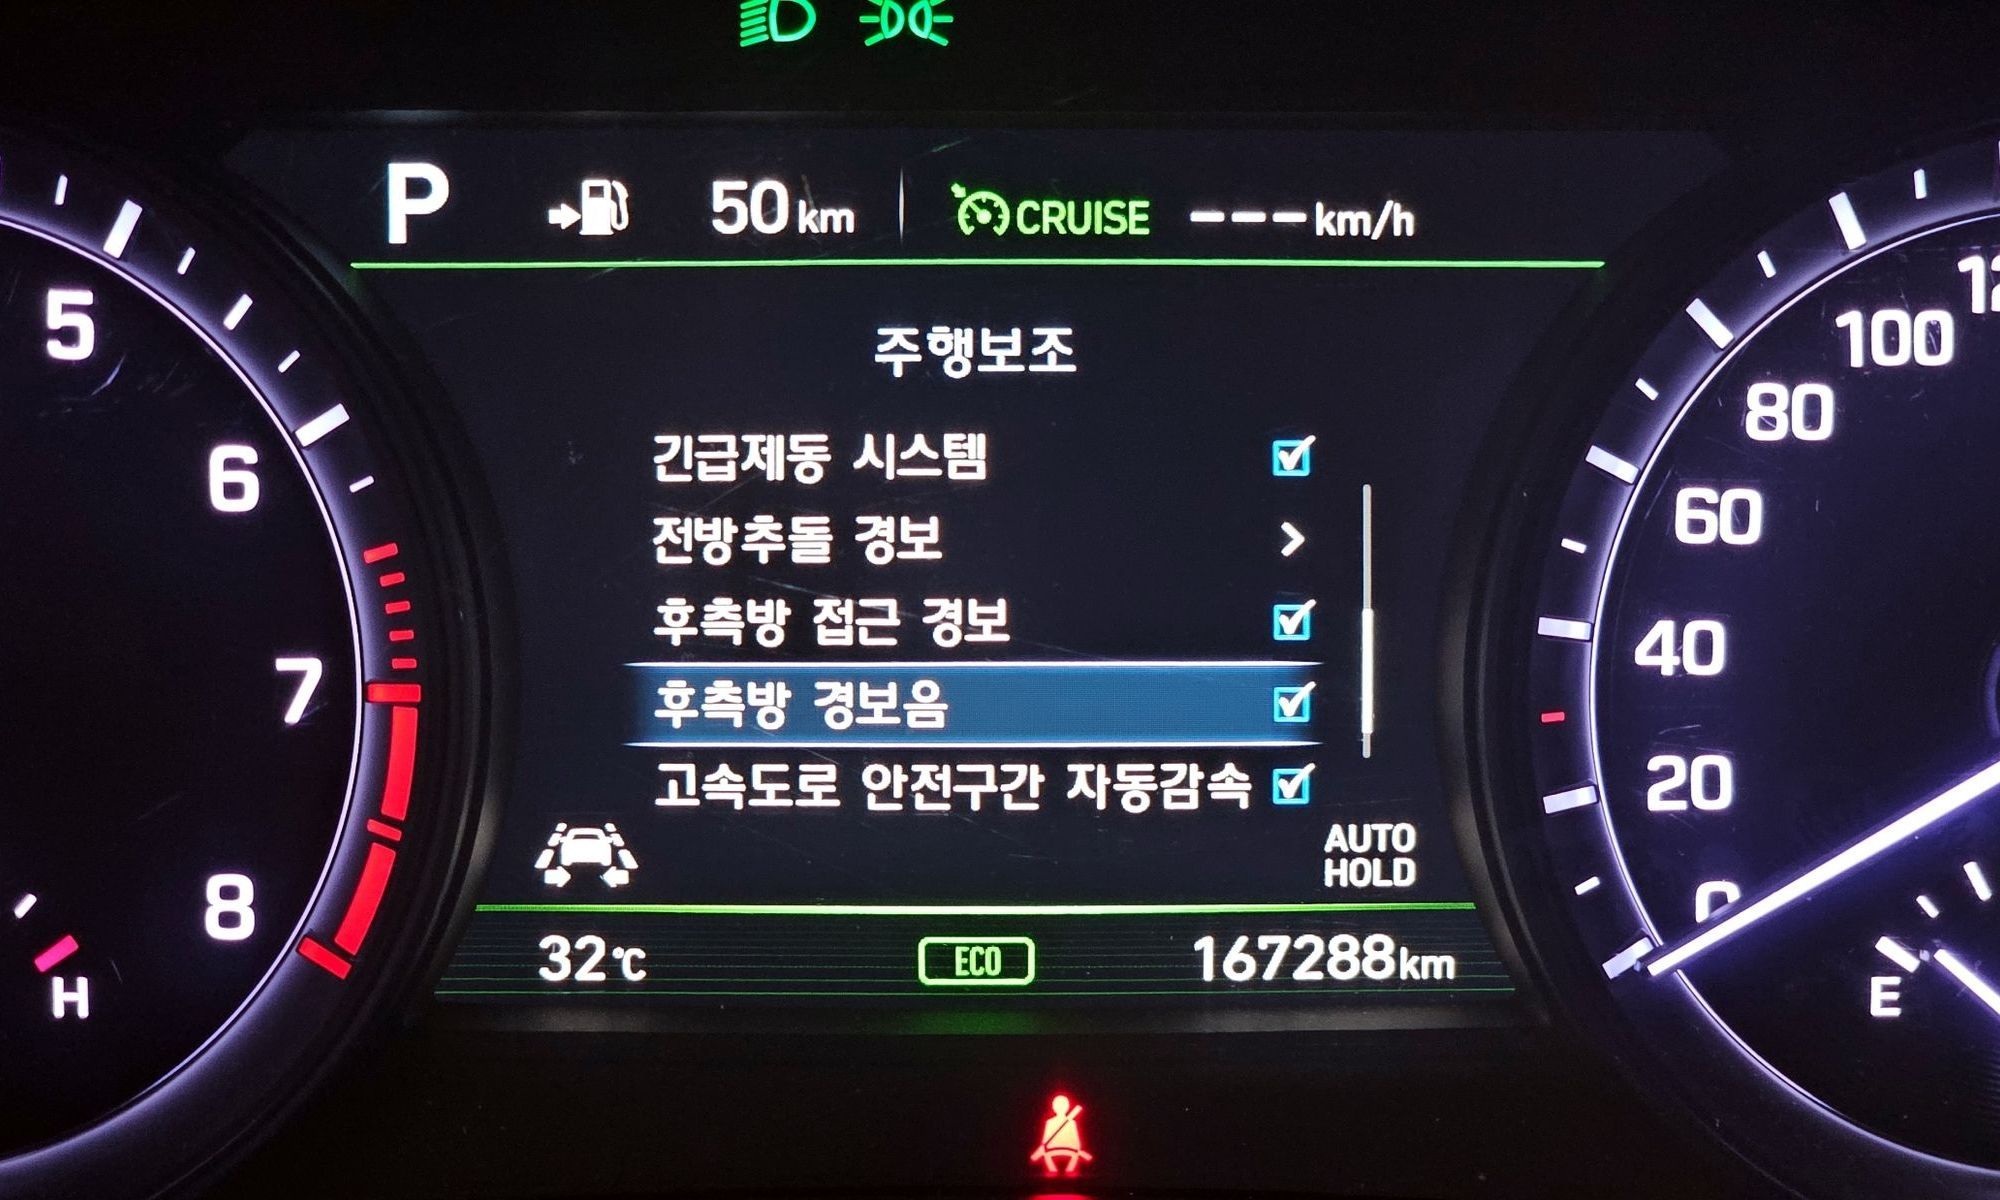 P 50km CRUISE ---km/h
주행보조
긴급제동 시스템
전방추돌 경보
후측방 접근 경보
후측방 경보음
고속도로 안전구간 자동감속
AUTO
HOLD
32℃ ECO 167288km
5
6
7
8
H
100
80
60
40
20
0
E